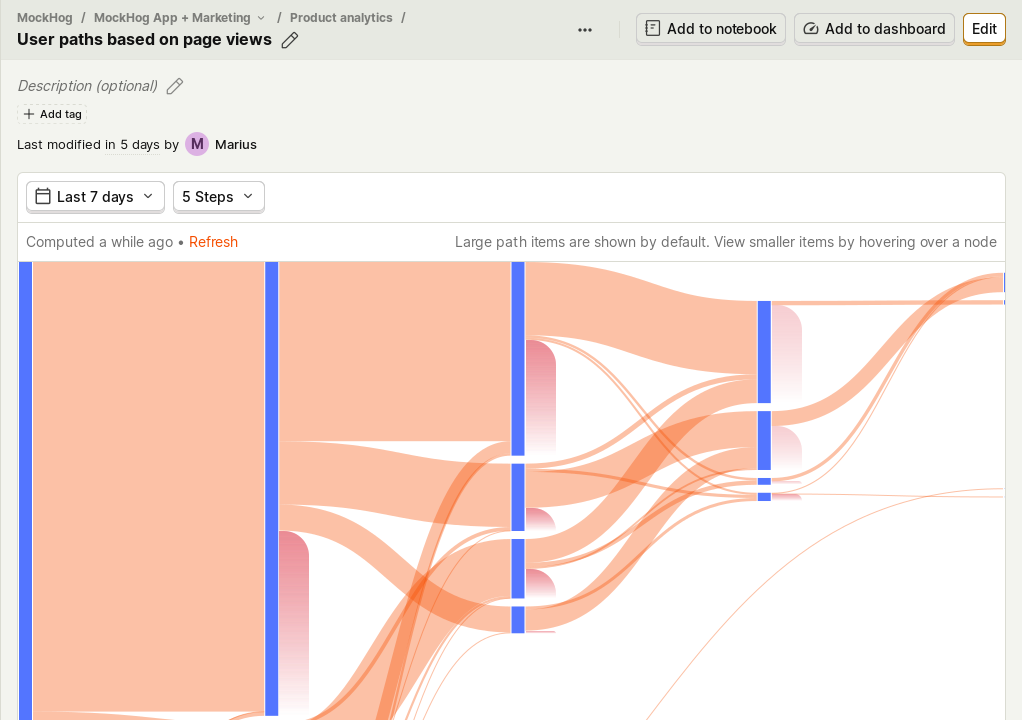 MockHog / MockHog App + Marketing / Product analytics /
User paths based on page views
Add to notebook
Add to dashboard
Edit
Description (optional)
Add tag
Last modified in 5 days by M Marius
Last 7 days
5 Steps
Computed a while ago • Refresh
Large path items are shown by default. View smaller items by hovering over a node